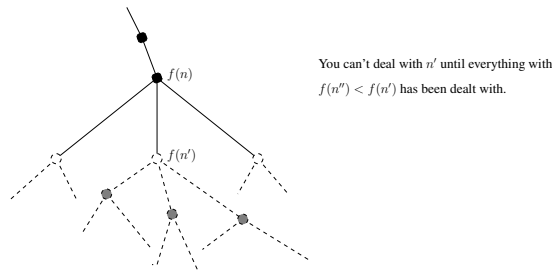 f(n)
You can't deal with n′ until everything with
f(n″) < f(n′) has been dealt with.
f(n′)